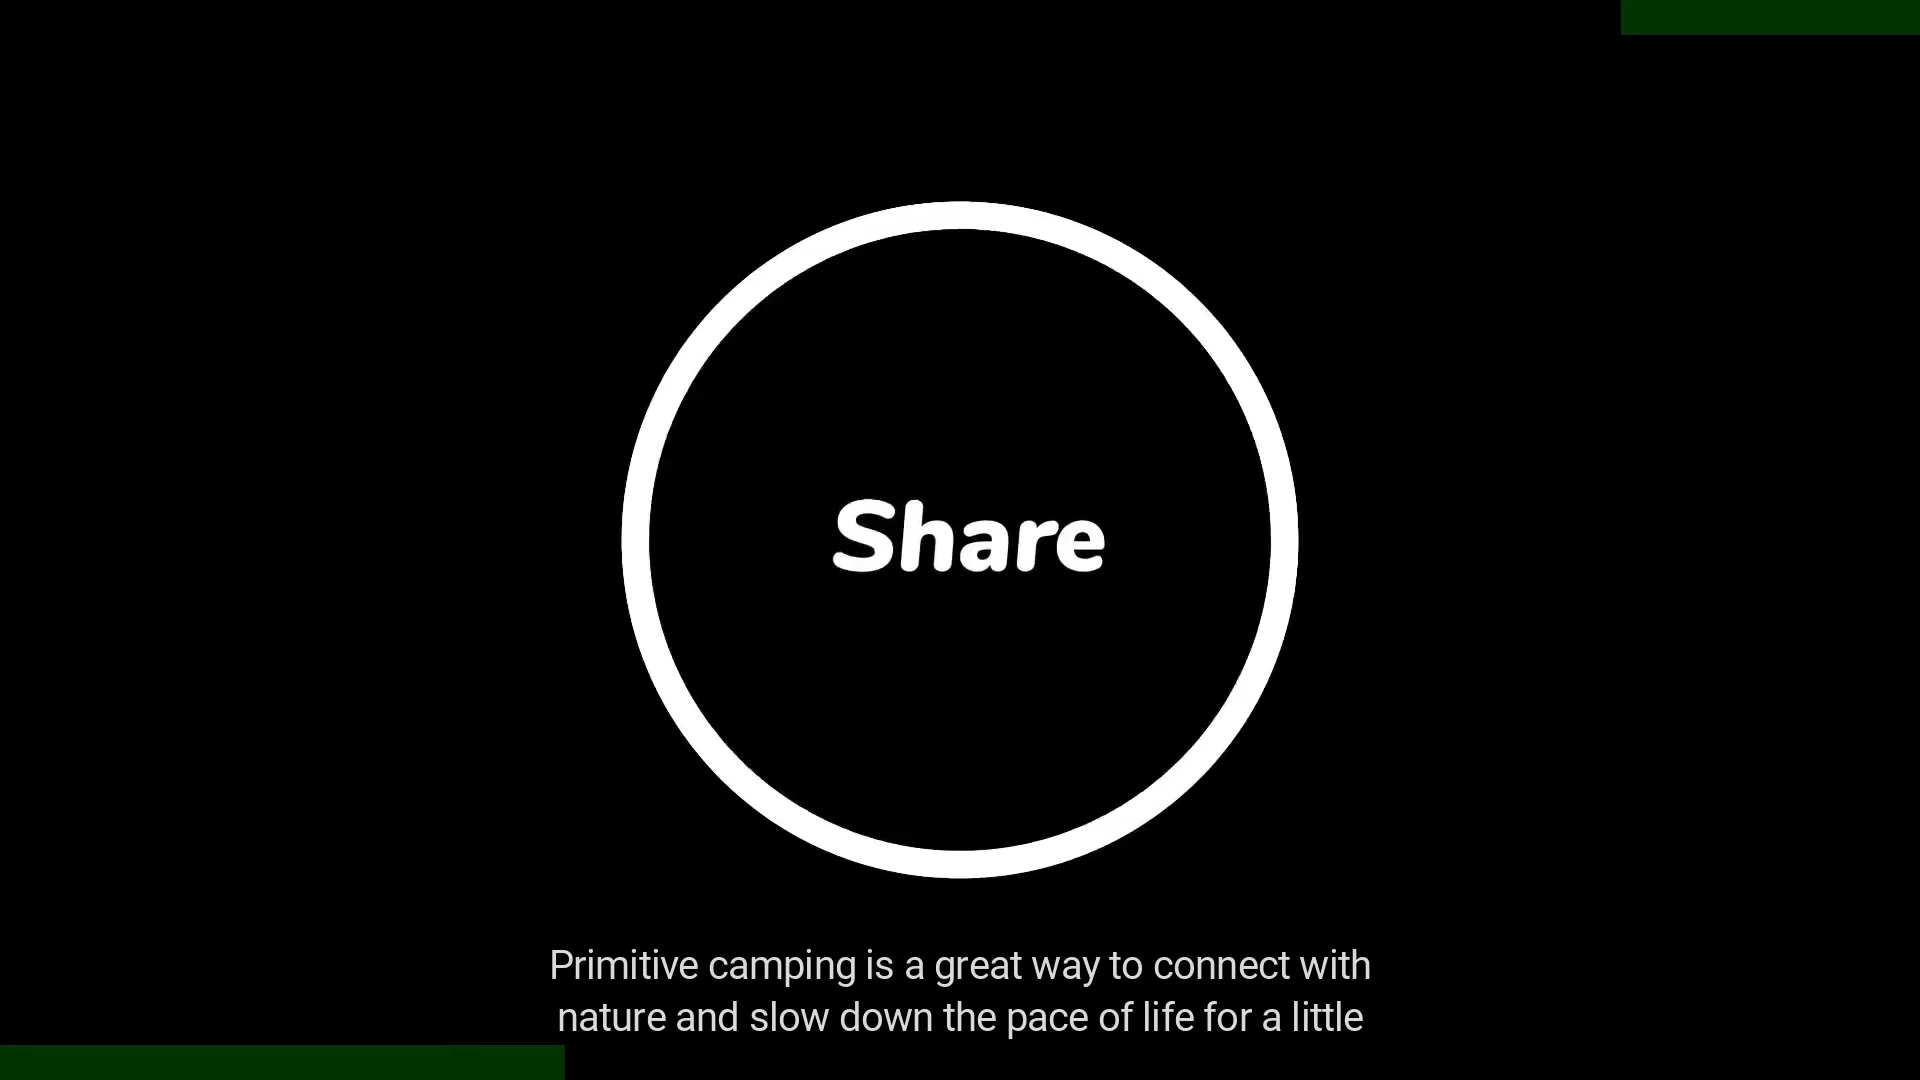 Share
Primitive camping is a great way to connect with
nature and slow down the pace of life for a little